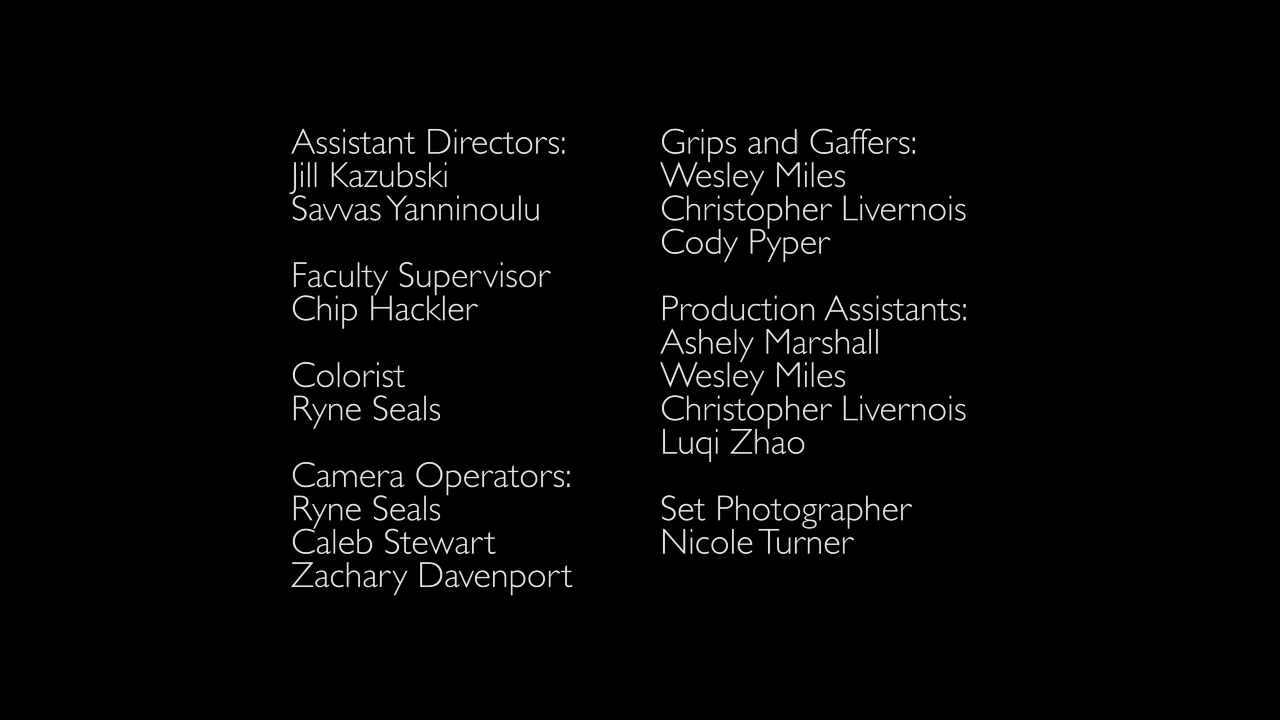 Assistant Directors:
Jill Kazubski
Savvas Yanninoulu
Faculty Supervisor
Chip Hackler
Colorist
Ryne Seals
Camera Operators:
Ryne Seals
Caleb Stewart
Zachary Davenport
Grips and Gaffers:
Wesley Miles
Christopher Livernois
Cody Pyper
Production Assistants:
Ashely Marshall
Wesley Miles
Christopher Livernois
Luqi Zhao
Set Photographer
Nicole Turner